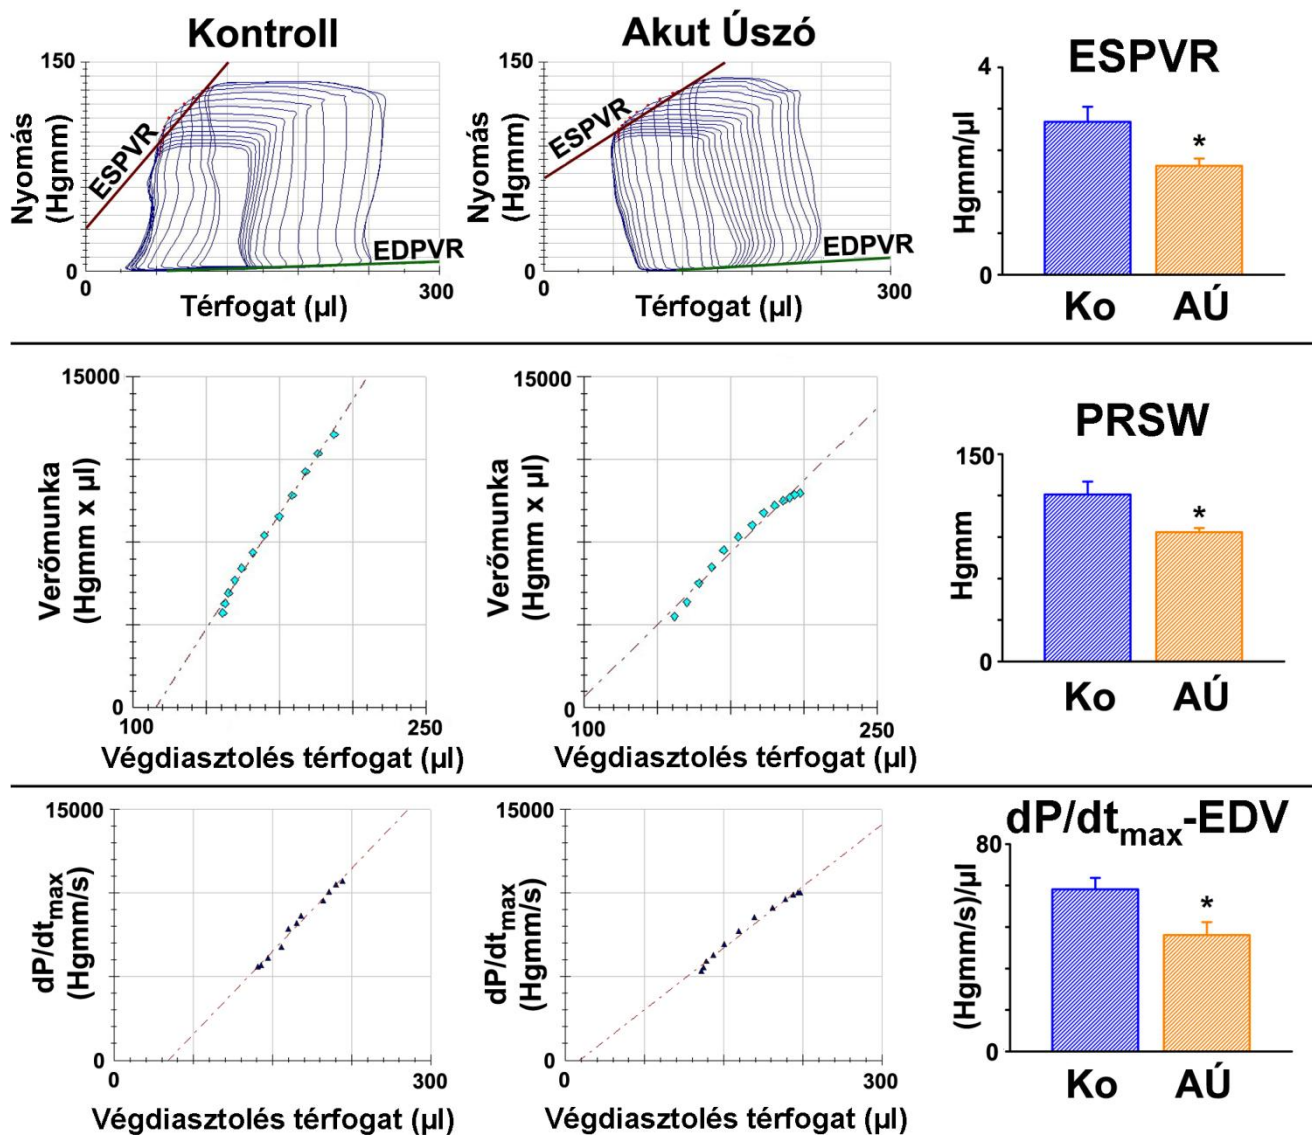 Kontroll
Akut Úszó
ESPVR
150
Nyomás
(Hgmm)
ESPVR
EDPVR
0
0
300
Térfogat (µl)
150
Nyomás
(Hgmm)
ESPVR
EDPVR
0
0
300
Térfogat (µl)
4
Hgmm/µl
*
0
Ko
AÚ
15000
Verőmunka
(Hgmm x µl)
0
100
250
Végdiasztolés térfogat (µl)
15000
Verőmunka
(Hgmm x µl)
0
100
250
Végdiasztolés térfogat (µl)
PRSW
150
Hgmm
*
0
Ko
AÚ
15000
dP/dtmax
(Hgmm/s)
0
0
300
Végdiasztolés térfogat (µl)
15000
dP/dtmax
(Hgmm/s)
0
0
300
Végdiasztolés térfogat (µl)
dP/dtmax-EDV
80
(Hgmm/s)/µl
*
0
Ko
AÚ